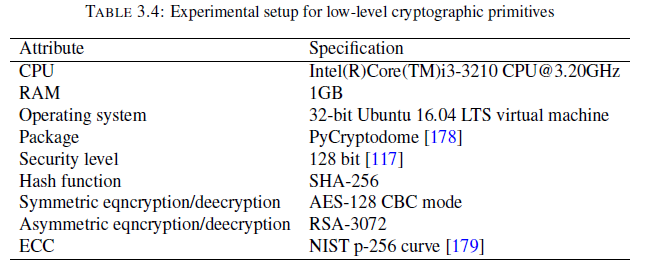 TABLE 3.4: Experimental setup for low-level cryptographic primitives
Attribute Specification
CPU Intel(R)Core(TM)i3-3210 CPU@3.20GHz
RAM 1GB
Operating system 32-bit Ubuntu 16.04 LTS virtual machine
Package PyCryptodome [178]
Security level 128 bit [117]
Hash function SHA-256
Symmetric eqncryption/deecryption AES-128 CBC mode
Asymmetric eqncryption/deecryption RSA-3072
ECC NIST p-256 curve [179]